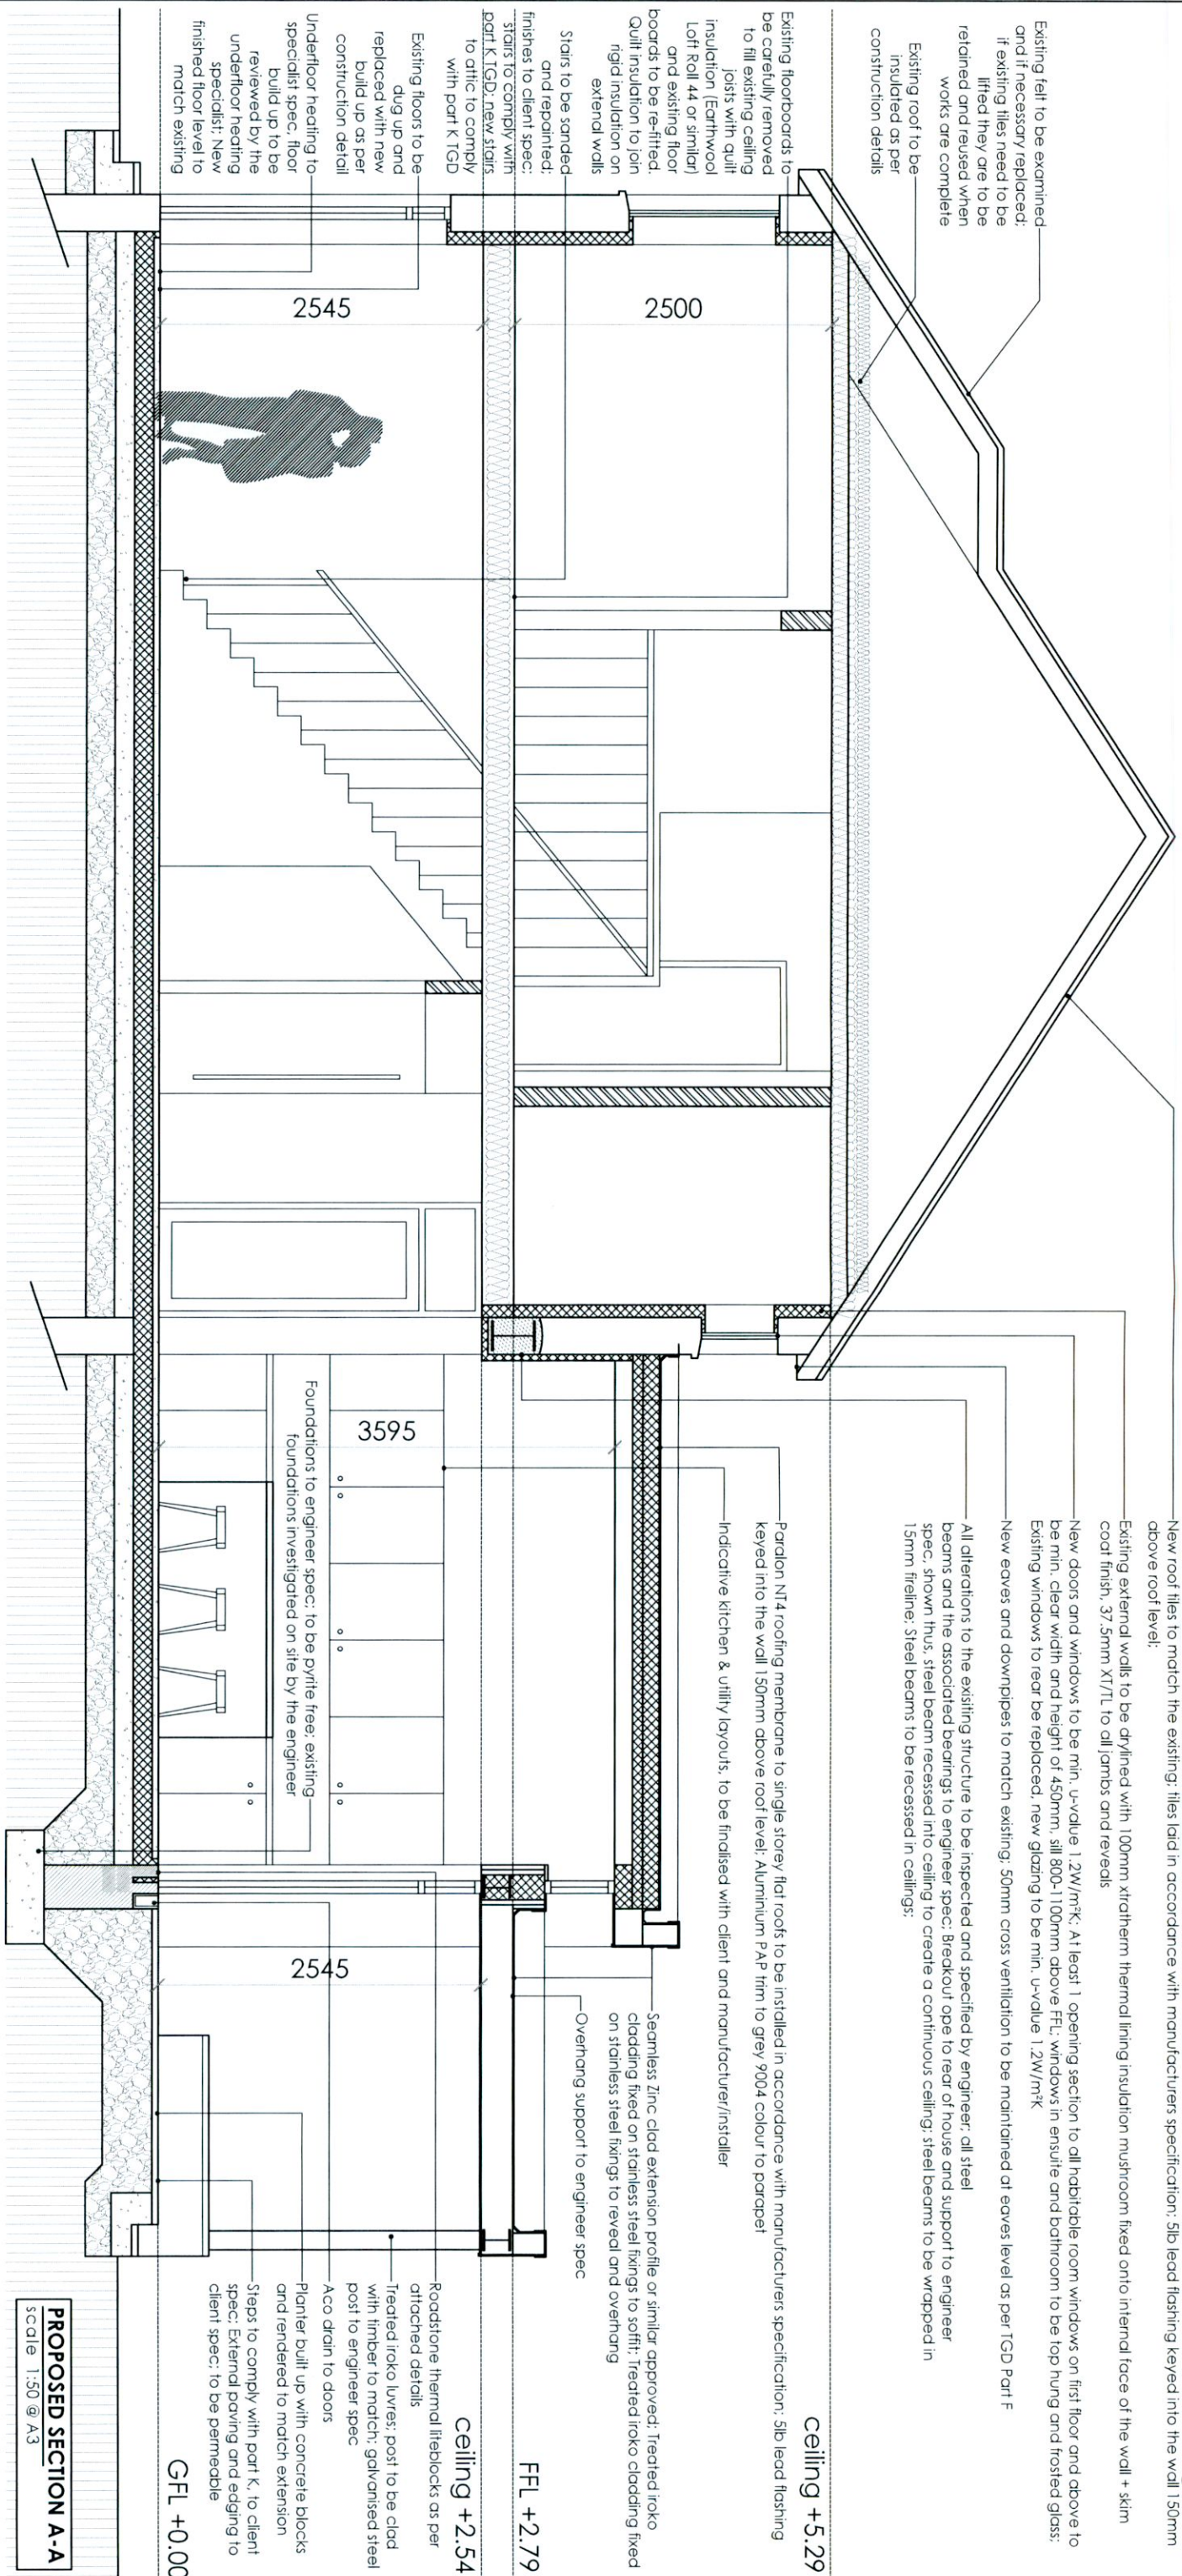 Existing felt to be examined
and if necessary replaced;
if existing tiles need to be
lifted they are to be
retained and reused when
works are complete
Existing roof to be
insulated as per
construction details
Existing floorboards to
be carefully removed
to fill existing ceiling
joists with quilt
insulation (Earthwool
Loft Roll 44 or similar)
and existing floor
boards to be re-fitted.
Quilt insulation to join
rigid insulation on
extenal walls
Stairs to be sanded
and repainted;
finishes to client spec;
stairs to comply with
part K TGD; new stairs
to attic to comply
with part K TGD
Existing floors to be
dug up and
replaced with new
build up as per
construction detail
Underfloor heating to
specialist spec, floor
build up to be
reviewed by the
underfloor heating
specialist; New
finished floor level to
match existing
2500
2545
3595
2545
Foundations to engineer spec; to be pyrite free; existing
foundations investigated on site by the engineer
New roof tiles to match the existing; tiles laid in accordance with manufacturers specification; 5lb lead flashing keyed into the wall 150mm
above roof level;
Existing external walls to be drylined with 100mm xtratherm thermal lining insulation mushroom fixed onto internal face of the wall + skim
coat finish, 37.5mm XT/TL to all jambs and reveals
New doors and windows to be min. u-value 1.2W/m²K; At least 1 opening section to all habitable room windows on first floor and above to
be min. clear width and height of 450mm, sill 800-1100mm above FFL; windows in ensuite and bathroom to be top hung and frosted glass;
Existing windows to rear be replaced, new glazing to be min. u-value 1.2W/m²K
New eaves and downpipes to match existing; 50mm cross ventilation to be maintained at eaves level as per TGD Part F
All alterations to the exisiting structure to be inspected and specified by engineer; all steel
beams and the associated bearings to engineer spec; Breakout ope to rear of house and support to engineer
spec, shown thus, steel beam recessed into ceiling to create a continuous ceiling; steel beams to be wrapped in
15mm fireline; Steel beams to be recessed in ceilings;
Paralon NT4 roofing membrane to single storey flat roofs to be installed in accordance with manufacturers specification; 5lb lead flashing
keyed into the wall 150mm above roof level; Aluminium PAP trim to grey 9004 colour to parapet
Indicative kitchen & utility layouts, to be finalised with client and manufacturer/installer
Seamless Zinc clad extension profile or similar approved; Treated iroko
cladding fixed on stainless steel fixings to soffit; Treated iroko cladding fixed
on stainless steel fixings to reveal and overhang
Overhang support to engineer spec
Roadstone thermal liteblocks as per
attached details
Treated iroko luvres; post to be clad
with timber to match; galvanised steel
post to engineer spec
Aco drain to doors
Planter built up with concrete blocks
and rendered to match extension
Steps to comply with part K, to client
spec; External paving and edging to
client spec; to be permeable
ceiling +5.29
FFL +2.79
ceiling +2.54
GFL +0.00
PROPOSED SECTION A-A
scale 1:50 @ A3